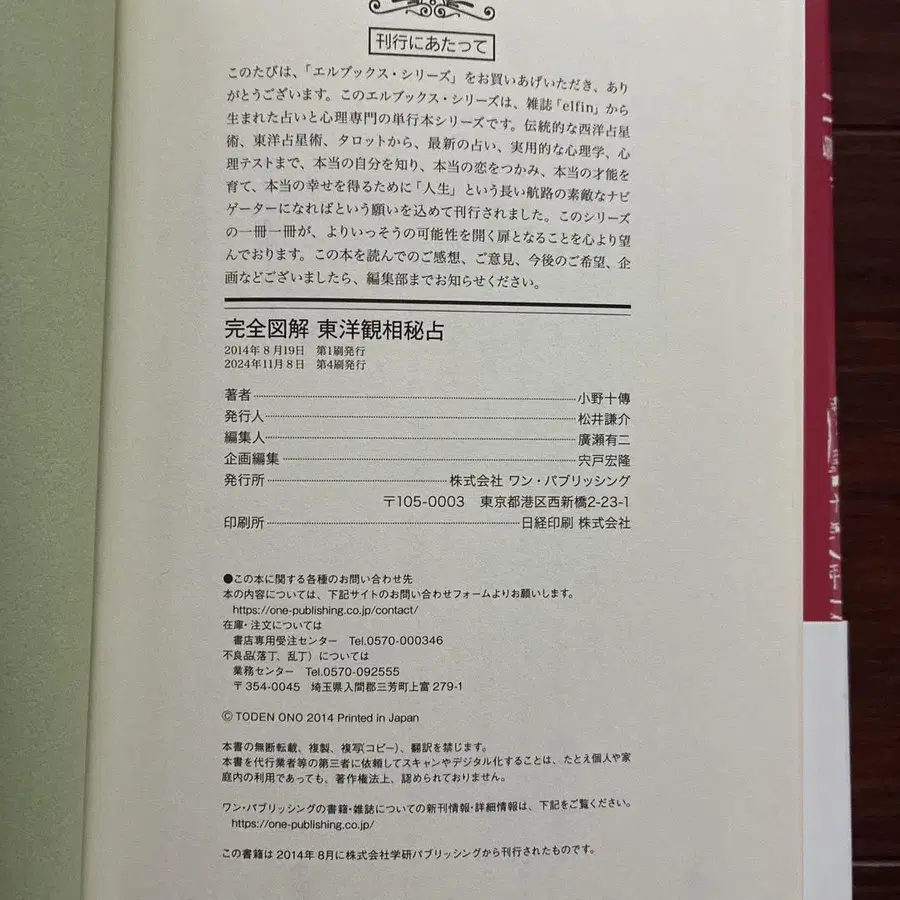 刊行にあたって
このたびは、「エルブックス・シリーズ」をお買いあげいただき、あり
がとうございます。このエルブックス・シリーズは、雑誌「elfin」から
生まれた占いと心理専門の単行本シリーズです。伝統的な西洋占星
術、東洋占星術、タロットから、最新の占い、実用的な心理学、心
理テストまで、本当の自分を知り、本当の恋をつかみ、本当の才能を
育て、本当の幸せを得るために「人生」という長い航路の素敵なナビ
ゲーターになればという願いを込めて刊行されました。このシリーズ
の一冊一冊が、よりいっそうの可能性を開く扉となることを心より望
んでおります。この本を読んでのご感想、ご意見、今後のご希望、企
画などございましたら、編集部までお知らせください。
完全図解 東洋観相秘占
2014年8月19日 第1刷発行
2024年11月8日 第4刷発行
著者 小野十傳
発行人 松井謙介
編集人 廣瀬有二
企画編集 宍戸宏隆
発行所 株式会社 ワン・パブリッシング
〒105-0003 東京都港区西新橋2-23-1
印刷所 日経印刷 株式会社
●この本に関する各種のお問い合わせ先
本の内容については、下記サイトのお問い合わせフォームよりお願いします。
https://one-publishing.co.jp/contact/
在庫・注文については
書店専用受注センター Tel.0570-000346
不良品(落丁、乱丁)については
業務センター Tel.0570-092555
〒354-0045 埼玉県入間郡三芳町上富279-1
© TODEN ONO 2014 Printed in Japan
本書の無断転載、複製、複写(コピー)、翻訳を禁じます。
本書を代行業者等の第三者に依頼してスキャンやデジタル化することは、たとえ個人や家
庭内の利用であっても、著作権法上、認められておりません。
ワン・パブリッシングの書籍・雑誌についての新刊情報・詳細情報は、下記をご覧ください。
https://one-publishing.co.jp/
この書籍は2014年8月に株式会社学研パブリッシングから刊行されたものです。